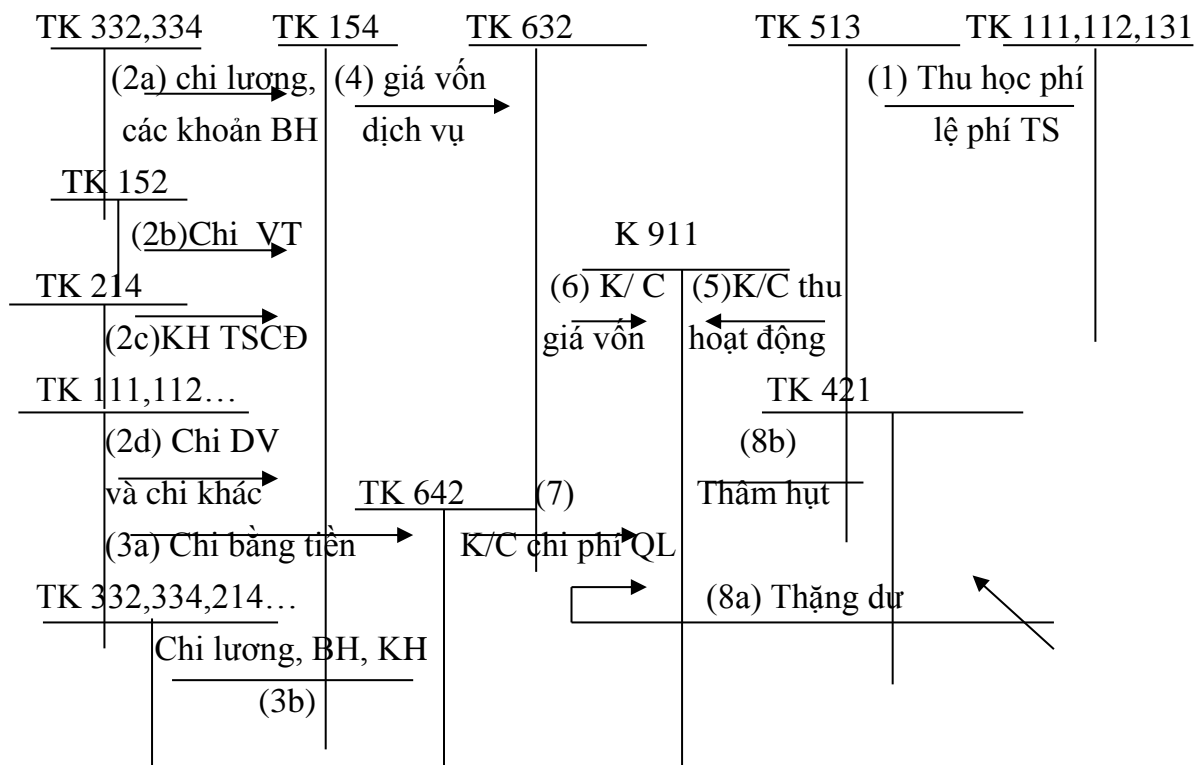 TK 332,334 TK 154 TK 632 TK 513 TK 111,112,131
(2a) chi lương, (4) giá vốn (1) Thu học phí
các khoản BH dịch vụ lệ phí TS
TK 152
(2b)Chi VT K 911
TK 214 (6) K/ C (5)K/C thu
(2c)KH TSCĐ giá vốn hoạt động
TK 111,112… TK 421
(2d) Chi DV (8b)
và chi khác TK 642 (7) Thâm hụt
(3a) Chi bằng tiền K/C chi phí QL
TK 332,334,214… (8a) Thặng dư
Chi lương, BH, KH
(3b)